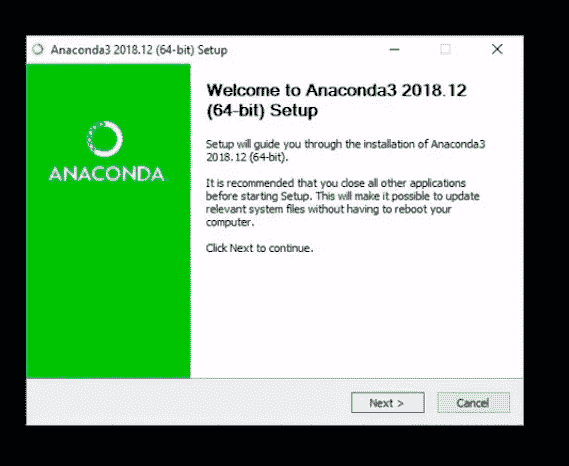 Anaconda3 2018.12 (64-bit) Setup
ANACONDA
Welcome to Anaconda3 2018.12
(64-bit) Setup
Setup will guide you through the installation of Anaconda3
2018.12 (64-bit).
It is recommended that you close all other applications
before starting Setup. This will make it possible to update
relevant system files without having to reboot your
computer.
Click Next to continue.
Next >
Cancel